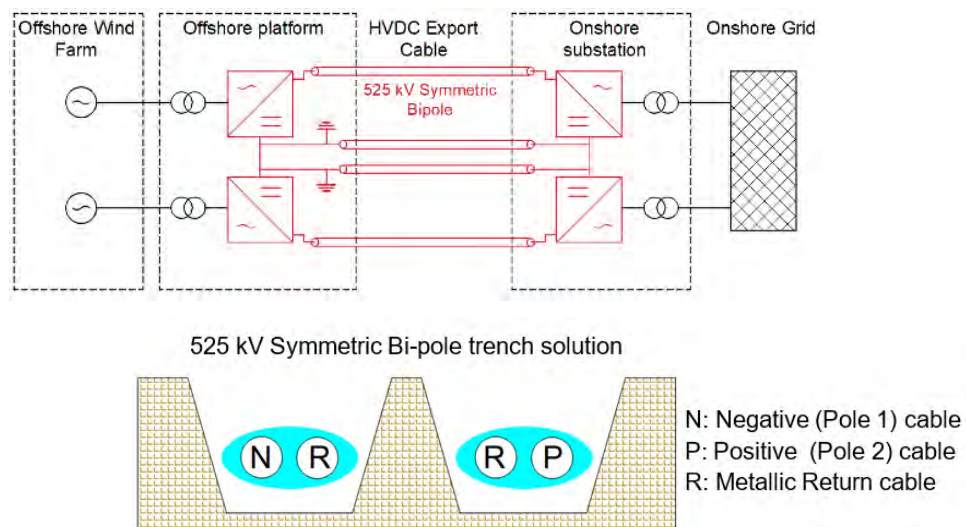 Offshore Wind
Farm
Offshore platform
HVDC Export
Cable
Onshore
substation
Onshore Grid
525 kV Symmetric
Bipole
525 kV Symmetric Bi-pole trench solution
N R
R P
N: Negative (Pole 1) cable
P: Positive (Pole 2) cable
R: Metallic Return cable